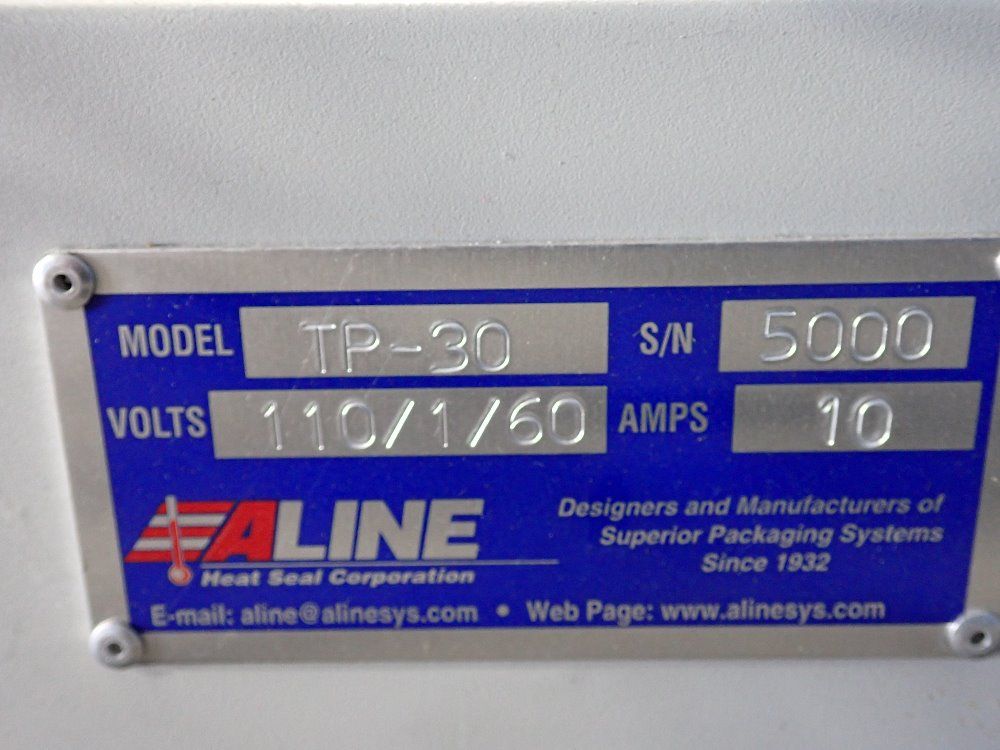 MODEL TP-30 S/N 5000
VOLTS 110/1/60 AMPS 10
ALINE
Heat Seal Corporation
Designers and Manufacturers of
Superior Packaging Systems
Since 1932
E-mail: aline@alinesys.com • Web Page: www.alinesys.com